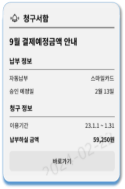 청구서함
9월 결제예정금액 안내
납부 정보
자동납부 스마일카드
승인 예정일 2월 13일
청구 정보
이용기간 23.1.1 ~ 1.31
납부하실 금액 59,250원
바로가기